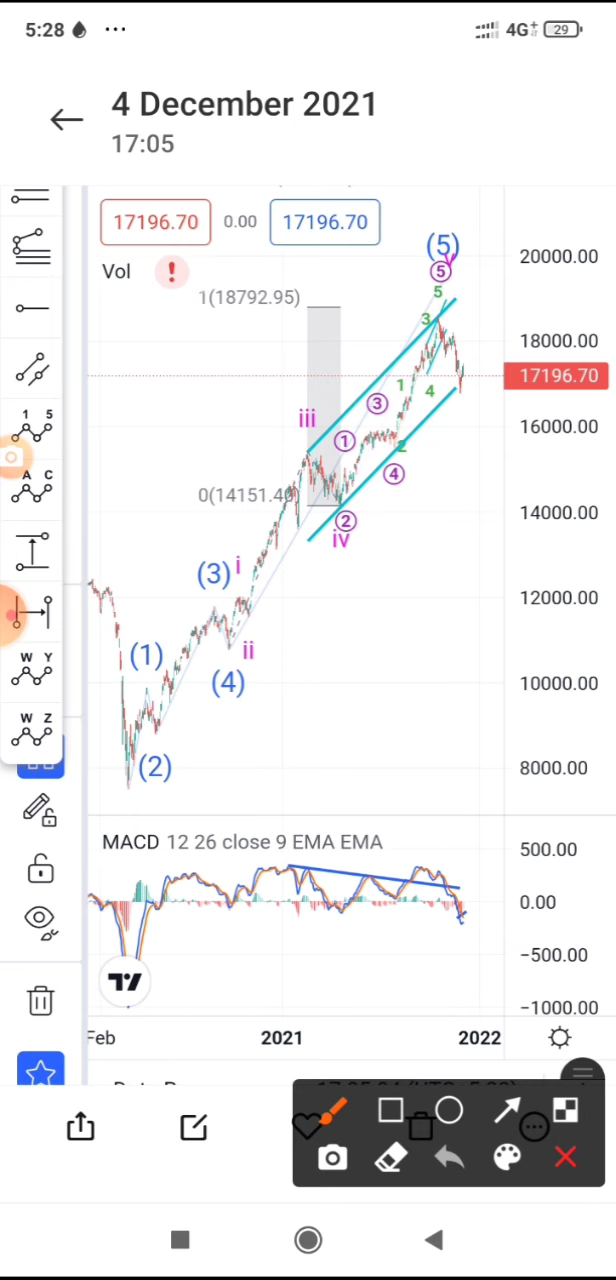 5:28
4G+ 29
4 December 2021
17:05
17196.70 0.00 17196.70
Vol
1(18792.95)
0(14151.40)
(5)
v
5
5
3
4
1
2
3
1
4
2
iii
iv
(3) i
ii
(4)
(1)
(2)
20000.00
18000.00
17196.70
16000.00
14000.00
12000.00
10000.00
8000.00
1 5
A C
W Y
W Z
MACD 12 26 close 9 EMA EMA
500.00
0.00
−500.00
−1000.00
Feb 2021 2022